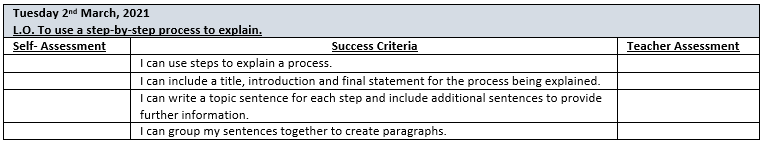 Tuesday 2nd March, 2021
L.O. To use a step-by-step process to explain.
Self- Assessment Success Criteria Teacher Assessment
I can use steps to explain a process.
I can include a title, introduction and final statement for the process being explained.
I can write a topic sentence for each step and include additional sentences to provide
further information.
I can group my sentences together to create paragraphs.